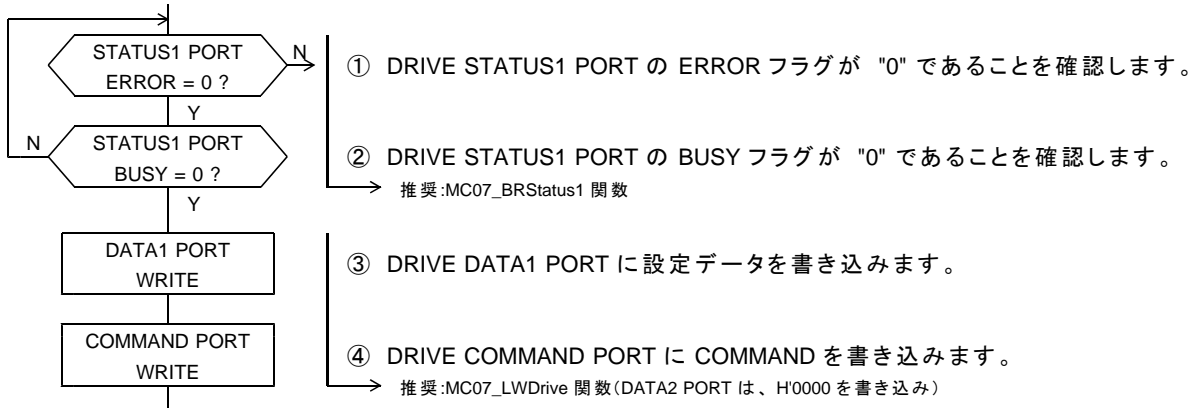 STATUS1 PORT
ERROR = 0 ?
N
Y
① DRIVE STATUS1 PORT の ERROR フラグが "0" であることを確認します。
N
STATUS1 PORT
BUSY = 0 ?
Y
② DRIVE STATUS1 PORT の BUSY フラグが "0" であることを確認します。
推奨:MC07_BRStatus1 関数
DATA1 PORT
WRITE
③ DRIVE DATA1 PORT に設定データを書き込みます。
COMMAND PORT
WRITE
④ DRIVE COMMAND PORT に COMMAND を書き込みます。
推奨:MC07_LWDrive 関数(DATA2 PORT は、H'0000 を書き込み)